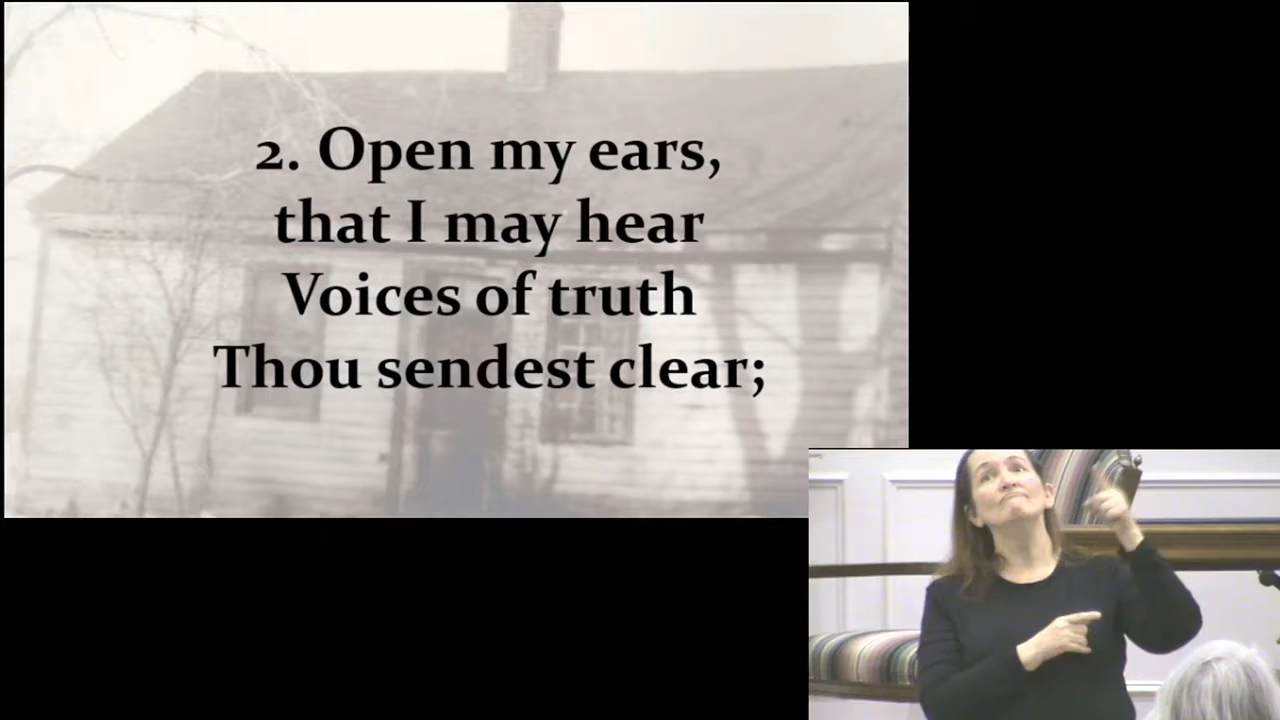 2. Open my ears,
that I may hear
Voices of truth
Thou sendest clear;